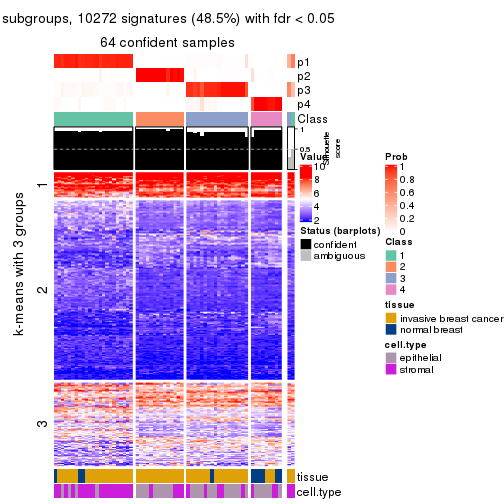 subgroups, 10272 signatures (48.5%) with fdr < 0.05
64 confident samples
p1
p2
p3
p4
Class
1
0.5
Silhouette
score
k-means with 3 groups
1
2
3
tissue
cell.type
Value
10
8
6
4
2
Status (barplots)
confident
ambiguous
Prob
1
0.8
0.6
0.4
0.2
0
Class
1
2
3
4
tissue
invasive breast cancer
normal breast
cell.type
epithelial
stromal